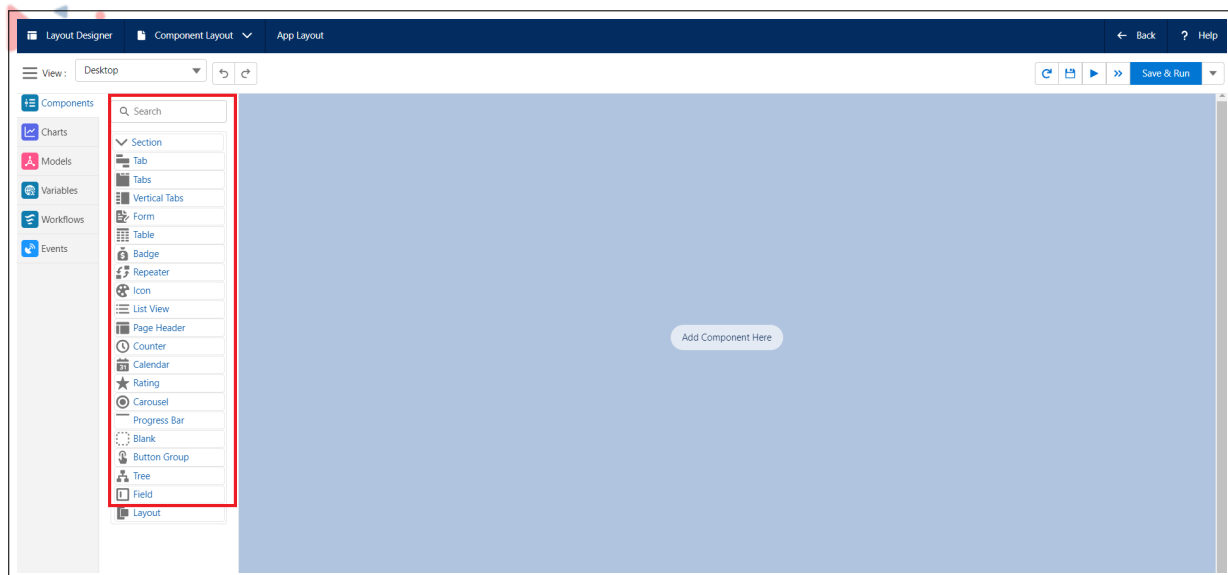 Layout Designer Component Layout App Layout Back ? Help
View : Desktop Save & Run
Components
Charts
Models
Variables
Workflows
Events
Search
Section
Tab
Tabs
Vertical Tabs
Form
Table
Badge
Repeater
Icon
List View
Page Header
Counter
31 Calendar
Rating
Carousel
Progress Bar
Blank
Button Group
Tree
Field
Layout
Add Component Here